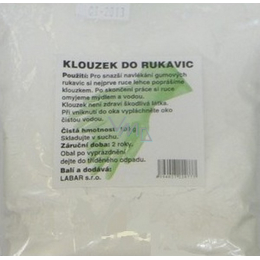 KLOUZEK DO RUKAVIC
Použití: Pro snazší navlékání gumových
rukavic si nejprve ruce lehce poprášíme
klouzkem. Po skončení práce si ruce
omyjeme mýdlem a vodou.
Klouzek není zdraví škodlivá látka.
Při vniknutí do oka vypláchněte oko
čistou vodou.
Čistá hmotnost: 100 g
Skladujte v suchu.
Záruční doba: 2 roky.
Obal po vyprázdnění
dejte do tříděného odpadu.
Balí a dodává:
LABAR s.r.o.